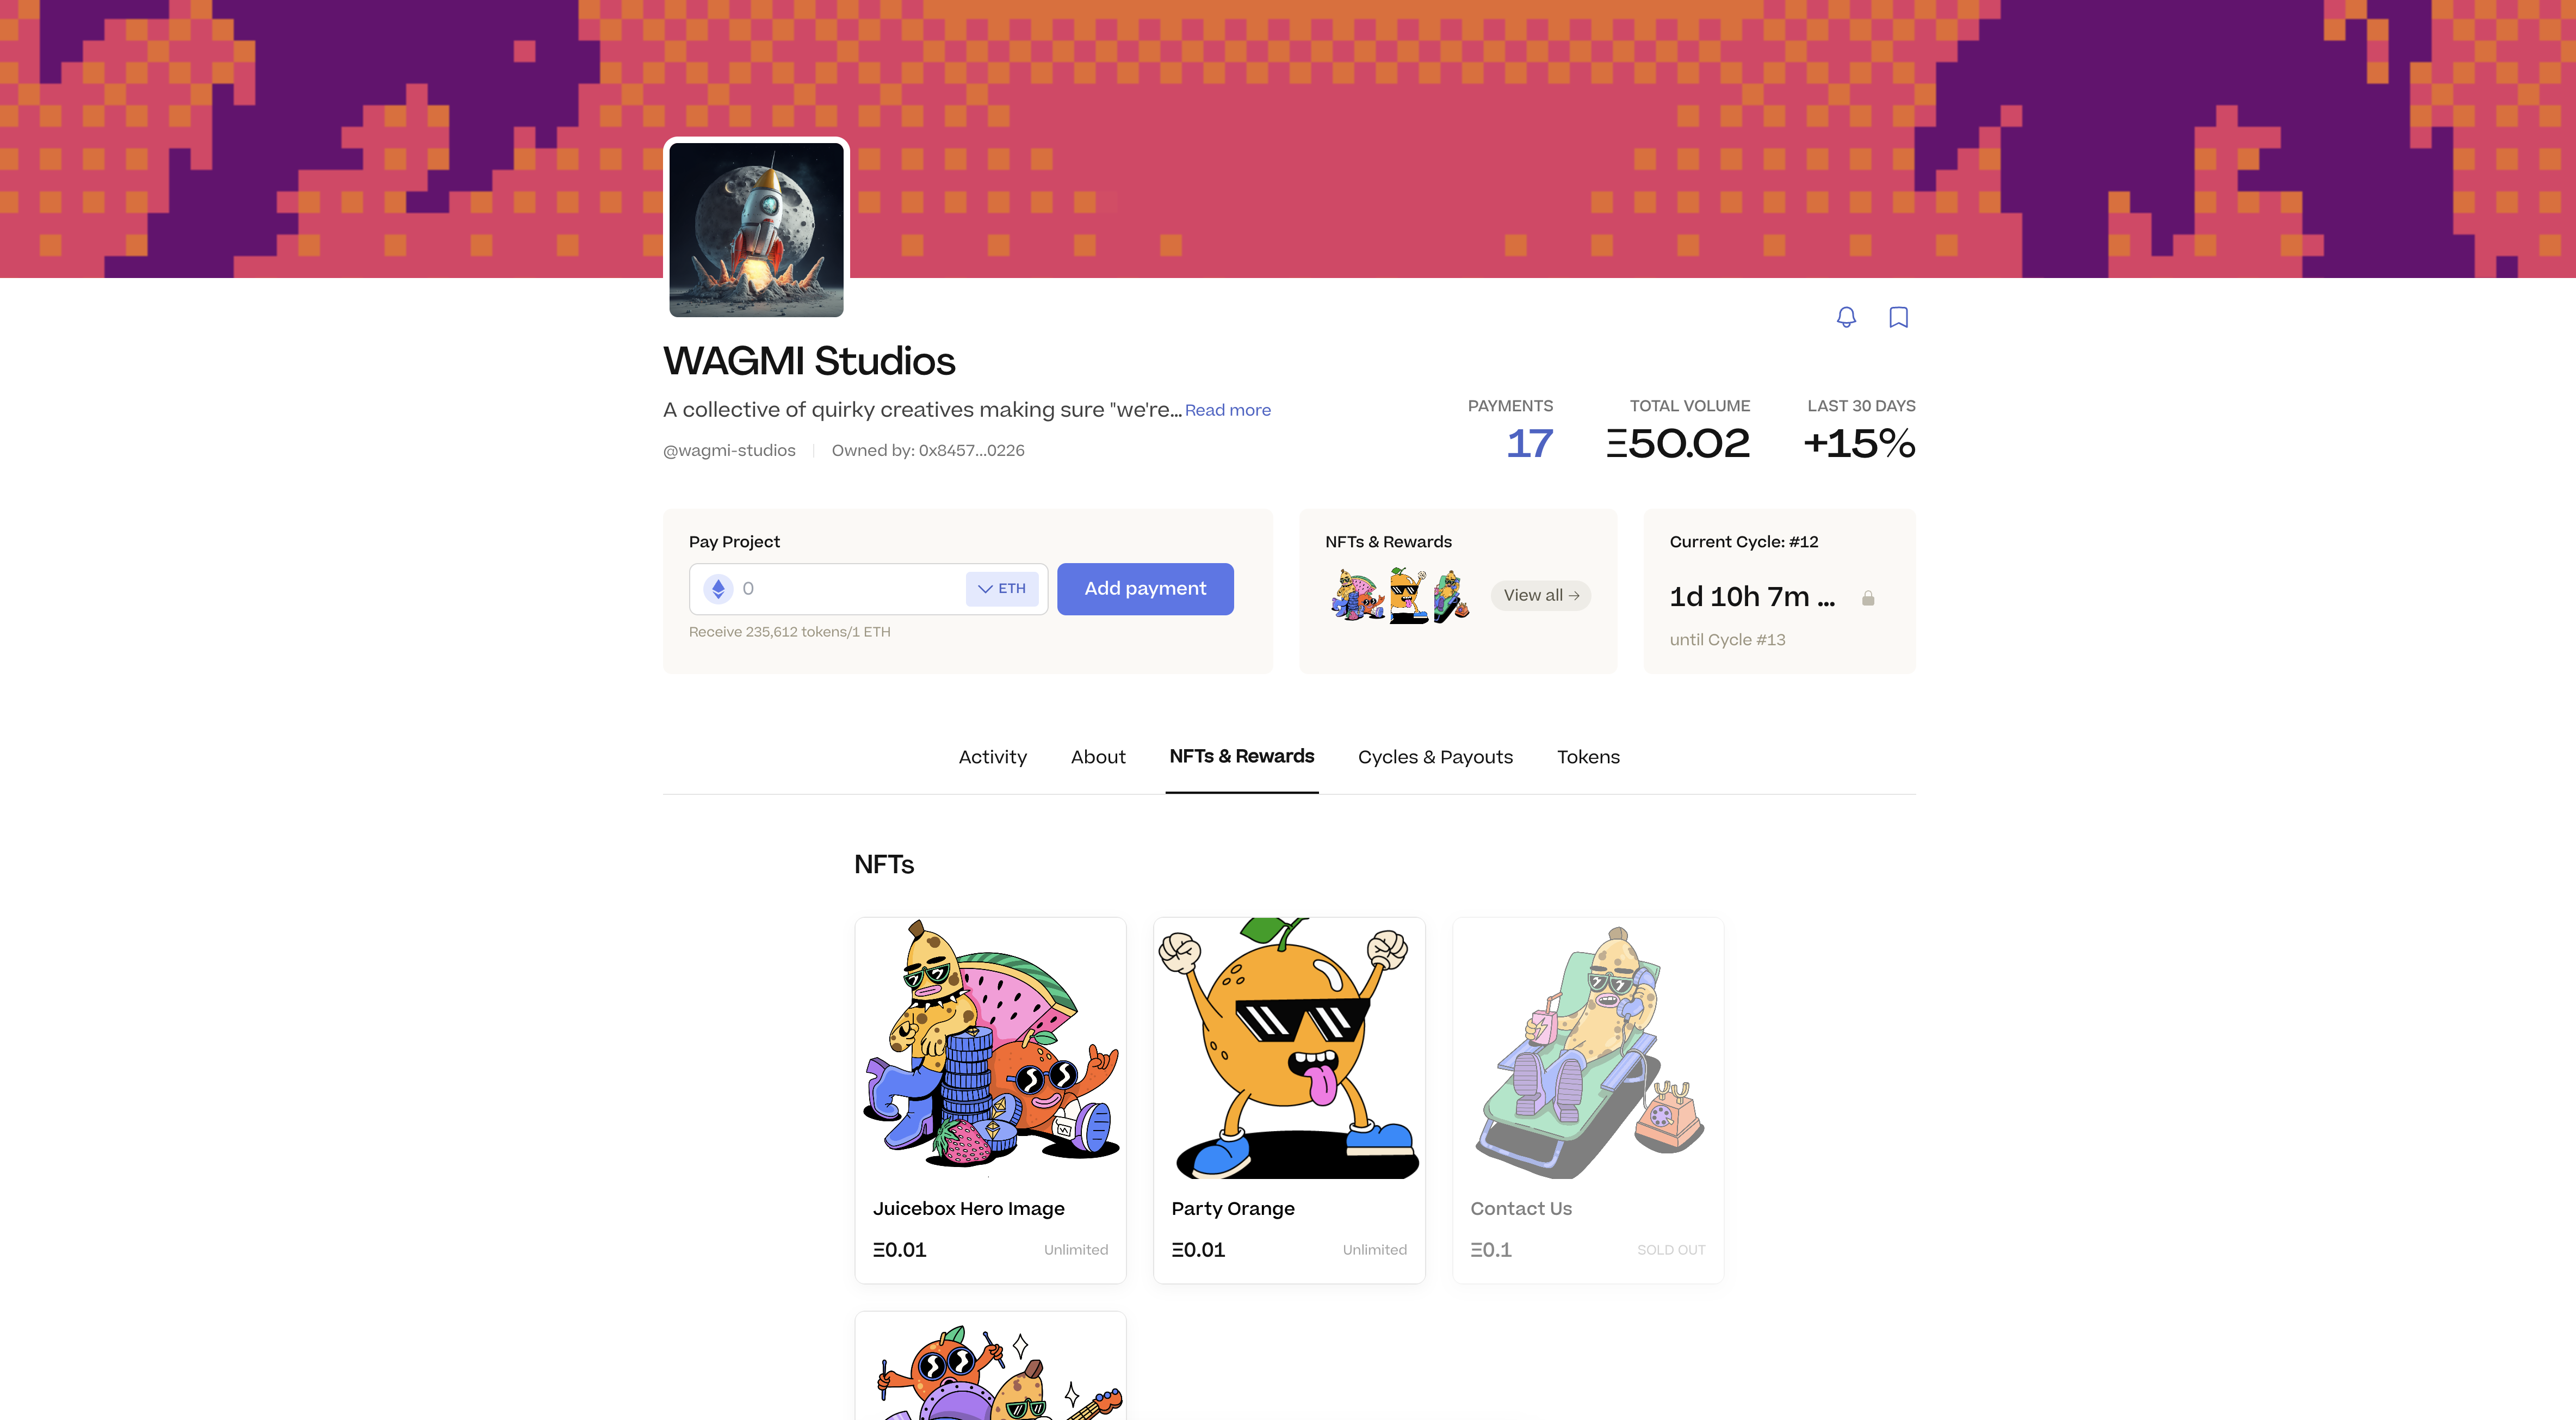 WAGMI Studios
A collective of quirky creatives making sure "we're... Read more
@wagmi-studios | Owned by: 0x8457...0226
PAYMENTS
17
TOTAL VOLUME
Ξ50.02
LAST 30 DAYS
+15%
Pay Project
0
ETH
Add payment
Receive 235,612 tokens/1 ETH
NFTs & Rewards
View all →
Current Cycle: #12
1d 10h 7m ...
until Cycle #13
Activity About NFTs & Rewards Cycles & Payouts Tokens
NFTs
Juicebox Hero Image
Ξ0.01 Unlimited
Party Orange
Ξ0.01 Unlimited
Contact Us
Ξ0.1 SOLD OUT